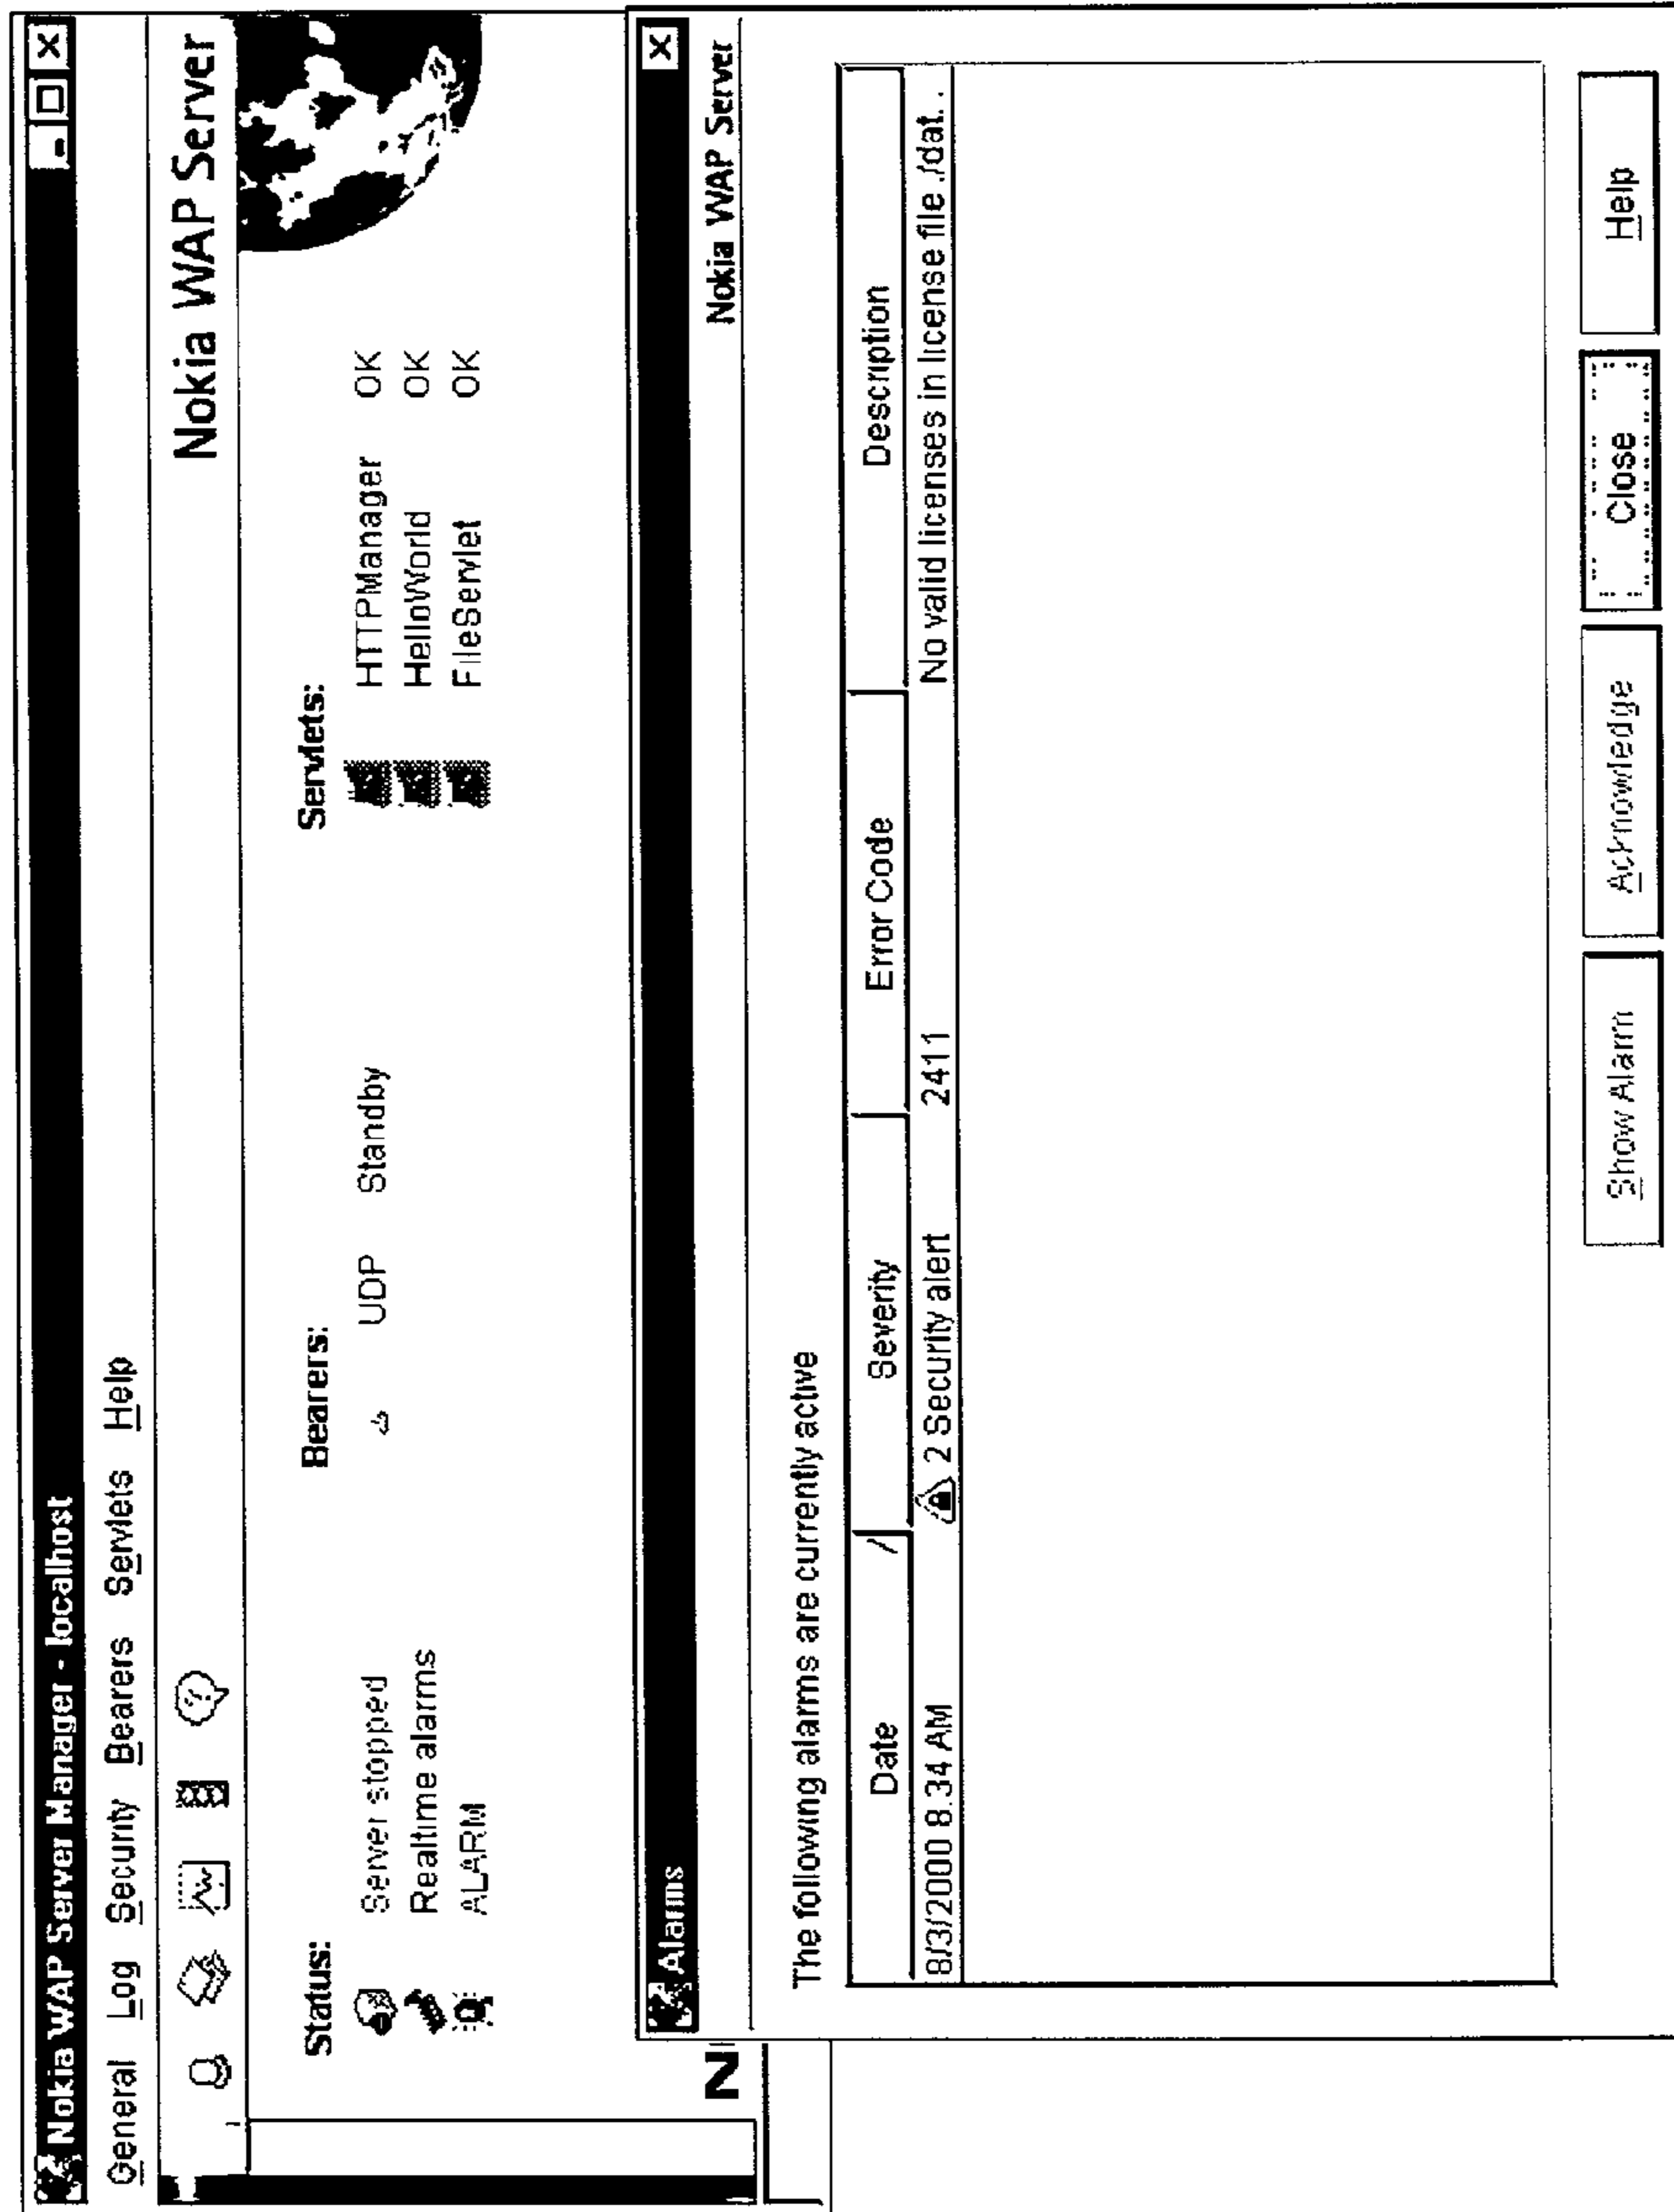 Nokia WAP Server Manager - localhost
General Log Security Bearers Servlets Help
Nokia WAP Server
Status: Bearers: Servlets:
Server stopped UDP Standby HTTPManager OK
Realtime alarms HelloWorld OK
ALARM FileServlet OK
Alarms
N
Nokia WAP Server
The following alarms are currently active
Date / Severity Error Code Description
8/3/2000 8.34 AM 2 Security alert 2411 No valid licenses in license file ./dat..
Show Alarm Acknowledge Close Help